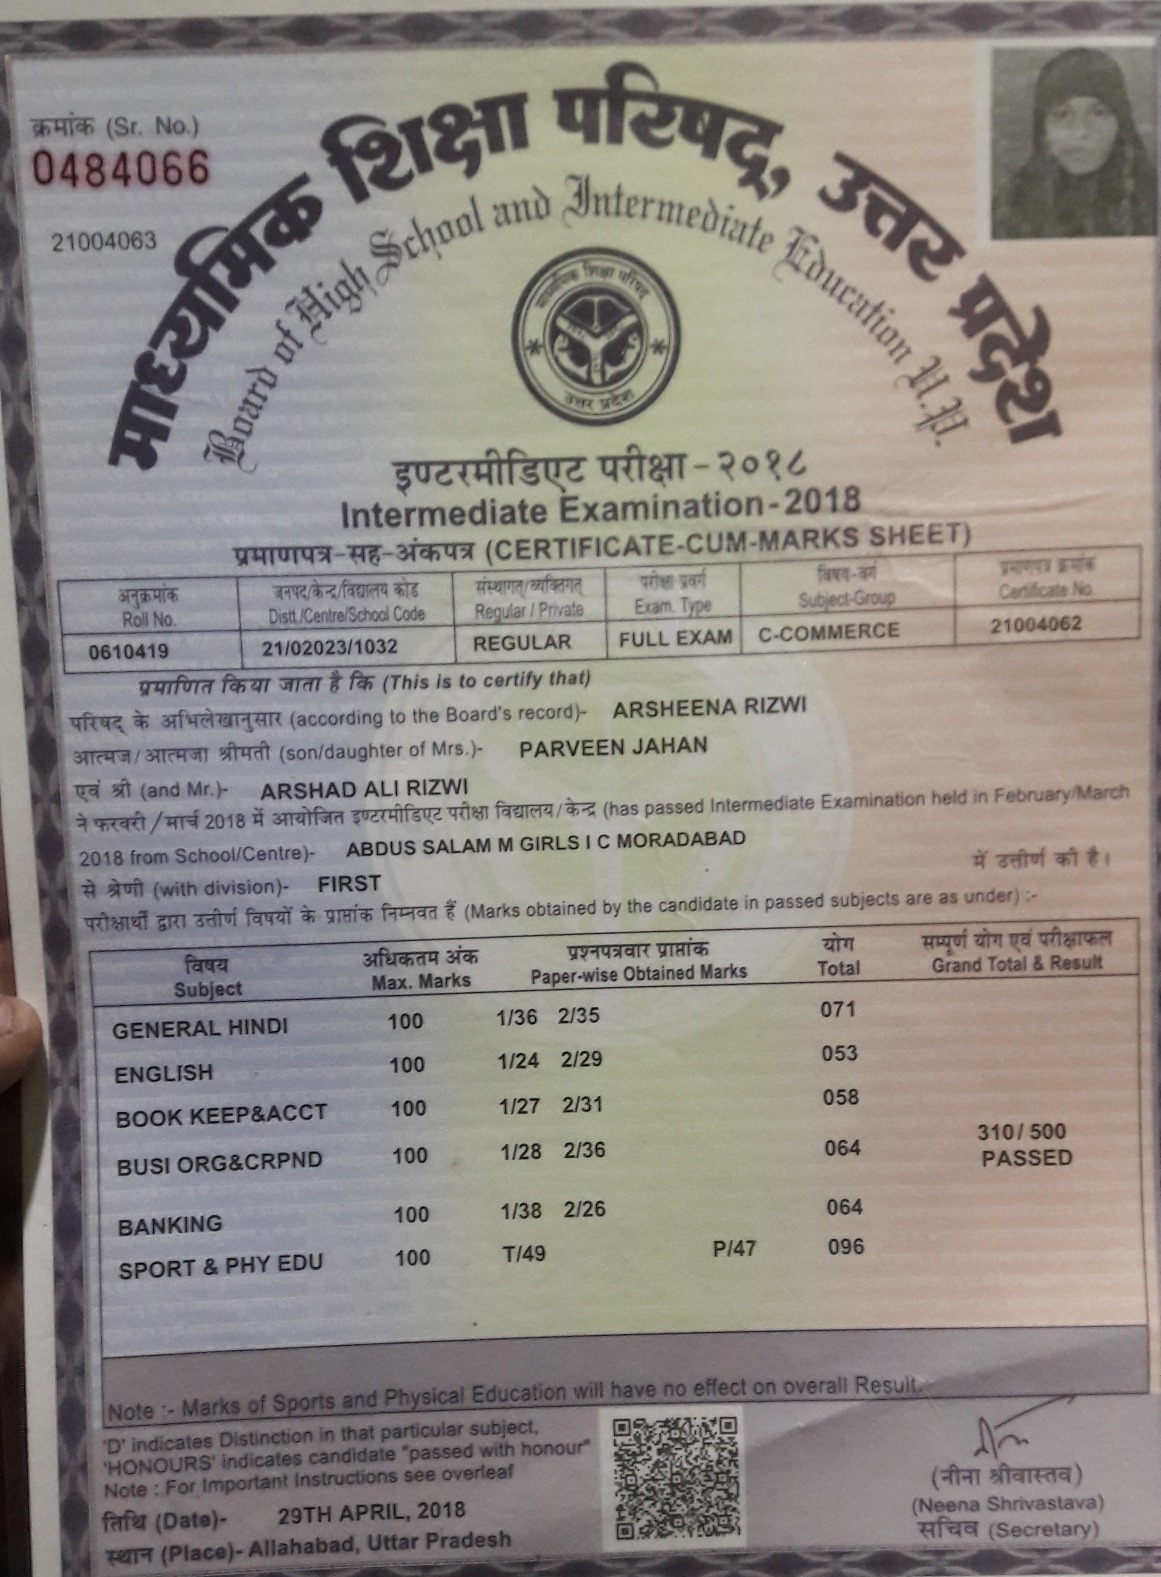 क्रमांक (Sr. No.)
0484066
21004063
माध्यमिक शिक्षा परिषद्, उत्तर प्रदेश
Board of High School and Intermediate Education U.P.
माध्यमिक शिक्षा परिषद्
उत्तर प्रदेश
इण्टरमीडिएट परीक्षा-२०१८
Intermediate Examination-2018
प्रमाणपत्र-सह-अंकपत्र (CERTIFICATE-CUM-MARKS SHEET)
अनुक्रमांक जनपद/केन्द्र/विद्यालय कोड संस्थागत/व्यक्तिगत परीक्षा प्रवर्ग विषय-वर्ग प्रमाणपत्र क्रमांक
Roll No. Distt./Centre/School Code Regular / Private Exam. Type Subject-Group Certificate No.
0610419 21/02023/1032 REGULAR FULL EXAM C-COMMERCE 21004062
प्रमाणित किया जाता है कि (This is to certify that)
परिषद् के अभिलेखानुसार (according to the Board's record)- ARSHEENA RIZWI
आत्मज/आत्मजा श्रीमती (son/daughter of Mrs.)- PARVEEN JAHAN
एवं श्री (and Mr.)- ARSHAD ALI RIZWI
ने फरवरी/मार्च 2018 में आयोजित इण्टरमीडिएट परीक्षा विद्यालय/केन्द्र (has passed Intermediate Examination held in February/March
2018 from School/Centre)- ABDUS SALAM M GIRLS I C MORADABAD
में उत्तीर्ण की है।
से श्रेणी (with division)- FIRST
परीक्षार्थी द्वारा उत्तीर्ण विषयों के प्राप्तांक निम्नवत हैं (Marks obtained by the candidate in passed subjects are as under) :-
विषय अधिकतम अंक प्रश्नपत्रवार प्राप्तांक योग सम्पूर्ण योग एवं परीक्षाफल
Subject Max. Marks Paper-wise Obtained Marks Total Grand Total & Result
GENERAL HINDI 100 1/36 2/35 071
ENGLISH 100 1/24 2/29 053
BOOK KEEP&ACCT 100 1/27 2/31 058
310/ 500
BUSI ORG&CRPND 100 1/28 2/36 064 PASSED
BANKING 100 1/38 2/26 064
SPORT & PHY EDU 100 T/49 P/47 096
Note :- Marks of Sports and Physical Education will have no effect on overall Result.
'D' indicates Distinction in that particular subject,
'HONOURS' indicates candidate "passed with honour"
Note : For Important Instructions see overleaf
तिथि (Date)- 29TH APRIL, 2018
स्थान (Place)- Allahabad, Uttar Pradesh
(नीना श्रीवास्तव)
(Neena Shrivastava)
सचिव (Secretary)